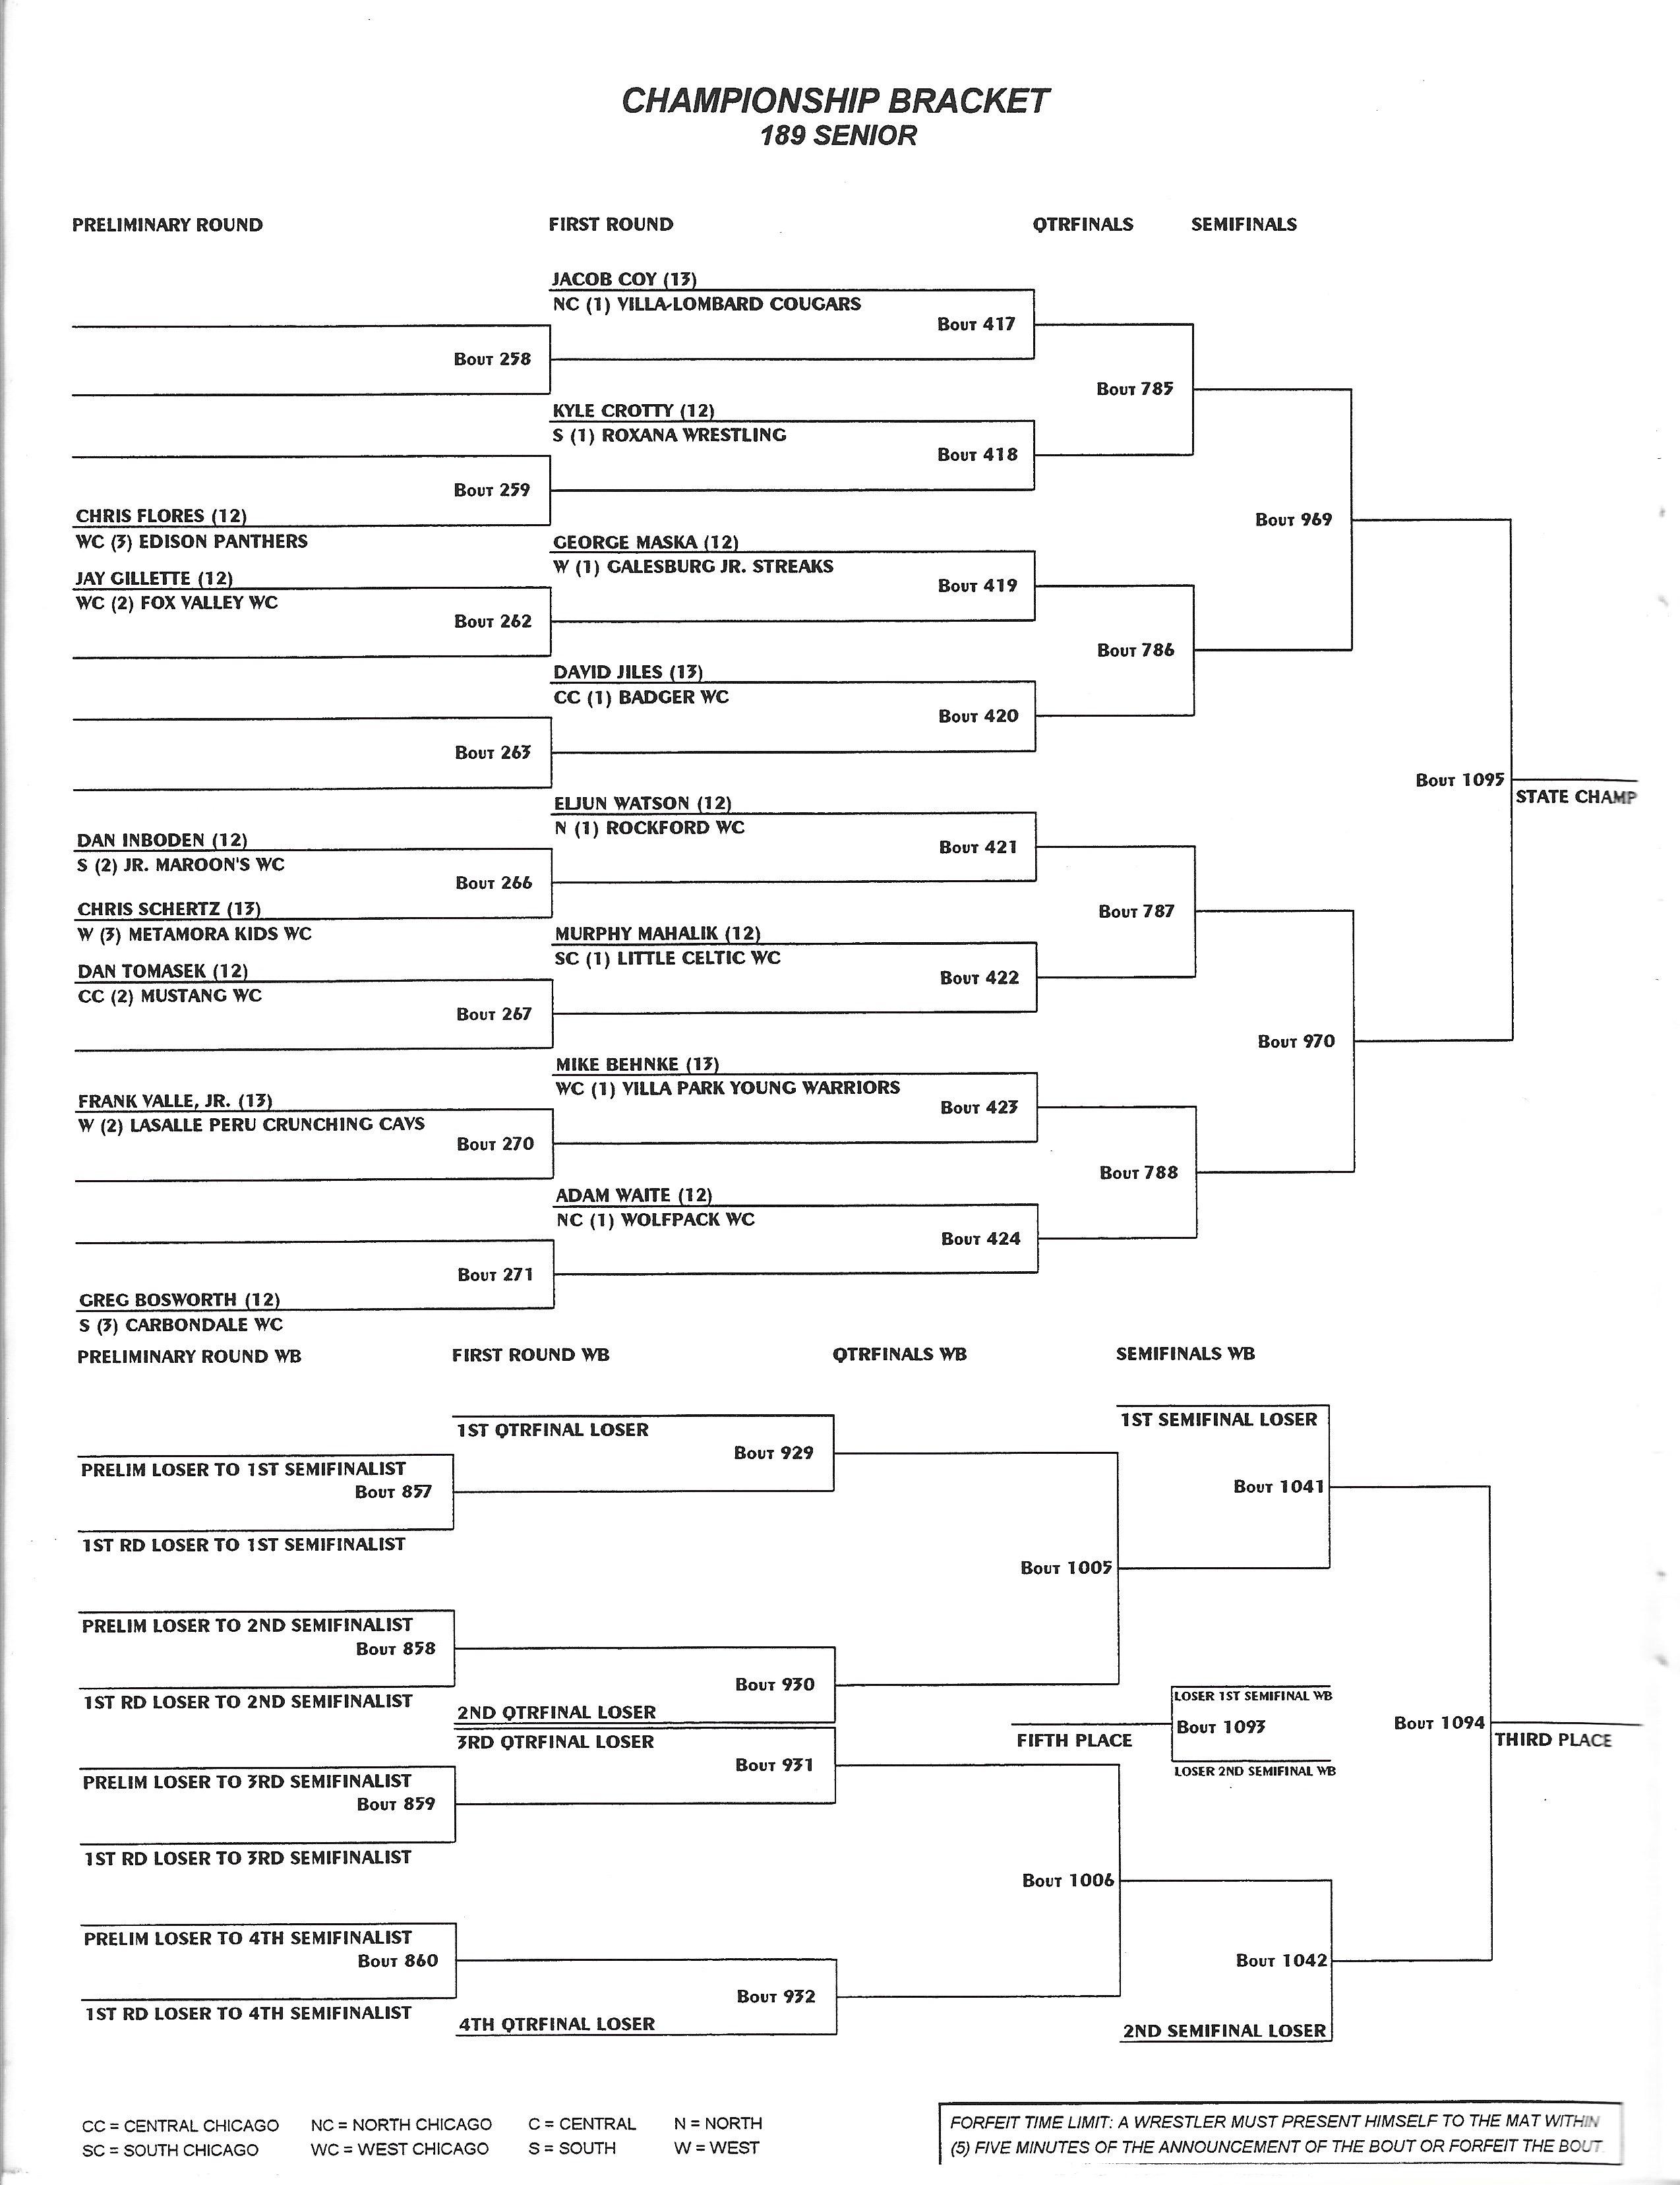 CHAMPIONSHIP BRACKET
189 SENIOR
PRELIMINARY ROUND FIRST ROUND QTRFINALS SEMIFINALS
JACOB COY (13)
NC (1) VILLA-LOMBARD COUGARS
BOUT 417
BOUT 258
BOUT 785
KYLE CROTTY (12)
S (1) ROXANA WRESTLING
BOUT 418
BOUT 259
CHRIS FLORES (12)
WC (3) EDISON PANTHERS
BOUT 969
GEORGE MASKA (12)
W (1) GALESBURG JR. STREAKS
JAY GILLETTE (12)
WC (2) FOX VALLEY WC
BOUT 419
BOUT 262
BOUT 786
DAVID JILES (13)
CC (1) BADGER WC
BOUT 420
BOUT 263
BOUT 1095
STATE CHAMP
ELJUN WATSON (12)
N (1) ROCKFORD WC
DAN INBODEN (12)
S (2) JR. MAROON'S WC
BOUT 421
BOUT 266
CHRIS SCHERTZ (13)
W (3) METAMORA KIDS WC
BOUT 787
MURPHY MAHALIK (12)
SC (1) LITTLE CELTIC WC
DAN TOMASEK (12)
CC (2) MUSTANG WC
BOUT 422
BOUT 267
BOUT 970
MIKE BEHNKE (13)
WC (1) VILLA PARK YOUNG WARRIORS
FRANK VALLE, JR. (13)
W (2) LASALLE PERU CRUNCHING CAVS
BOUT 423
BOUT 270
BOUT 788
ADAM WAITE (12)
NC (1) WOLFPACK WC
BOUT 424
BOUT 271
GREG BOSWORTH (12)
S (3) CARBONDALE WC
PRELIMINARY ROUND WB FIRST ROUND WB QTRFINALS WB SEMIFINALS WB
1ST QTRFINAL LOSER
1ST SEMIFINAL LOSER
BOUT 929
PRELIM LOSER TO 1ST SEMIFINALIST
BOUT 857
BOUT 1041
1ST RD LOSER TO 1ST SEMIFINALIST
BOUT 1005
PRELIM LOSER TO 2ND SEMIFINALIST
BOUT 858
BOUT 930
1ST RD LOSER TO 2ND SEMIFINALIST
2ND QTRFINAL LOSER
LOSER 1ST SEMIFINAL WB
BOUT 1093
FIFTH PLACE
LOSER 2ND SEMIFINAL WB
BOUT 1094
THIRD PLACE
3RD QTRFINAL LOSER
BOUT 931
PRELIM LOSER TO 3RD SEMIFINALIST
BOUT 859
1ST RD LOSER TO 3RD SEMIFINALIST
BOUT 1006
PRELIM LOSER TO 4TH SEMIFINALIST
BOUT 860
BOUT 1042
BOUT 932
1ST RD LOSER TO 4TH SEMIFINALIST
4TH QTRFINAL LOSER
2ND SEMIFINAL LOSER
CC = CENTRAL CHICAGO NC = NORTH CHICAGO C = CENTRAL N = NORTH
SC = SOUTH CHICAGO WC = WEST CHICAGO S = SOUTH W = WEST
FORFEIT TIME LIMIT: A WRESTLER MUST PRESENT HIMSELF TO THE MAT WITHIN
(5) FIVE MINUTES OF THE ANNOUNCEMENT OF THE BOUT OR FORFEIT THE BOUT